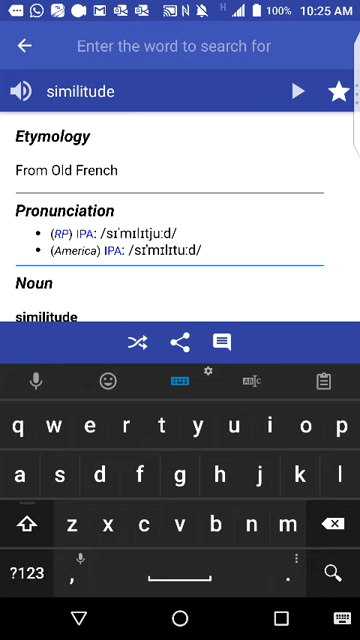 H 100% 10:25 AM
Enter the word to search for
similitude
Etymology
From Old French
Pronunciation
• (RP) IPA: /sɪˈmɪlɪtjuːd/
• (America) IPA: /sɪˈmɪlɪtuːd/
Noun
similitude
q w e r t y u i o p
a s d f g h j k l
z x c v b n m
?123 , .